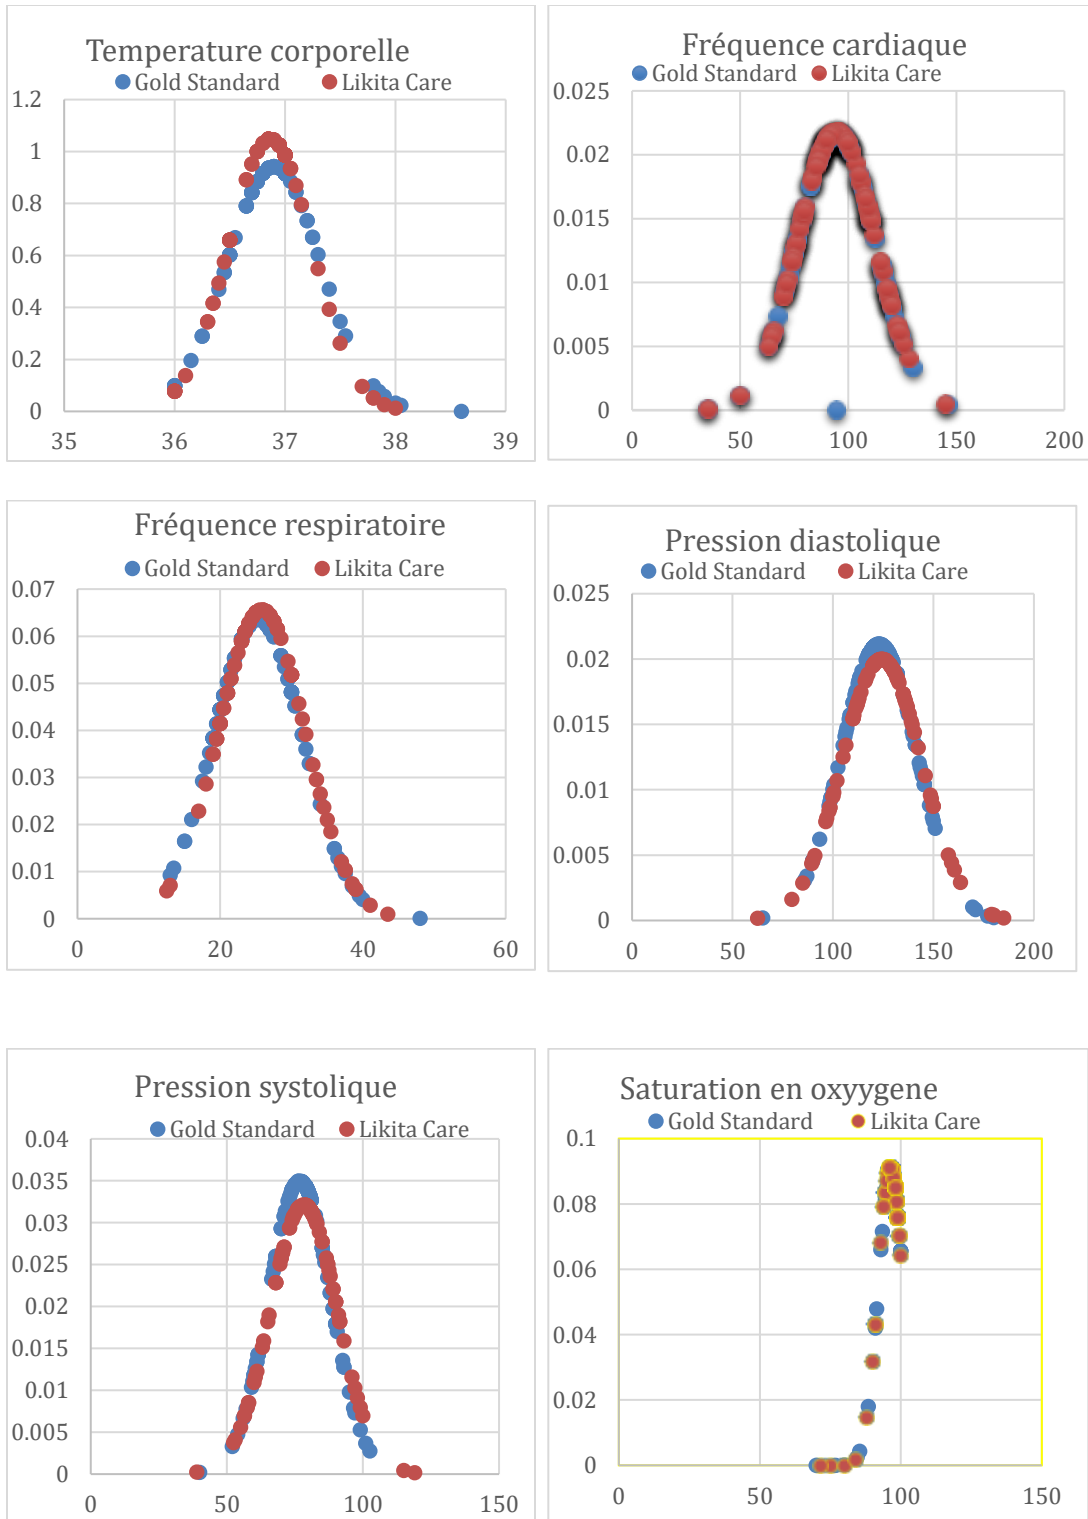 Temperature corporelle
Gold Standard Likita Care
1.2
1
0.8
0.6
0.4
0.2
0
35 36 37 38 39
Fréquence cardiaque
Gold Standard Likita Care
0.025
0.02
0.015
0.01
0.005
0
0 50 100 150 200
Fréquence respiratoire
Gold Standard Likita Care
0.07
0.06
0.05
0.04
0.03
0.02
0.01
0
0 20 40 60
Pression diastolique
Gold Standard Likita Care
0.025
0.02
0.015
0.01
0.005
0
0 50 100 150 200
Pression systolique
Gold Standard Likita Care
0.04
0.035
0.03
0.025
0.02
0.015
0.01
0.005
0
0 50 100 150
Saturation en oxyygene
Gold Standard Likita Care
0.1
0.08
0.06
0.04
0.02
0
0 50 100 150